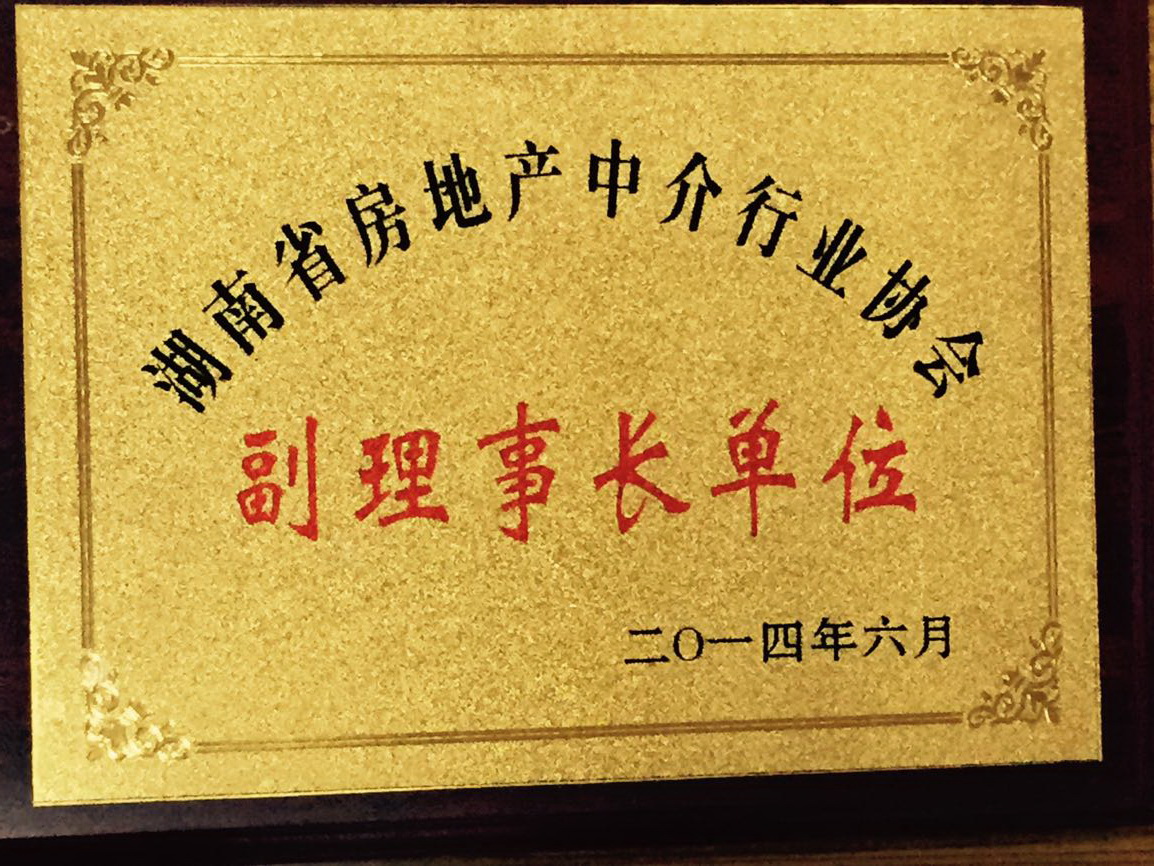 湖南省房地产中介行业协会
副理事长单位
二〇一四年六月